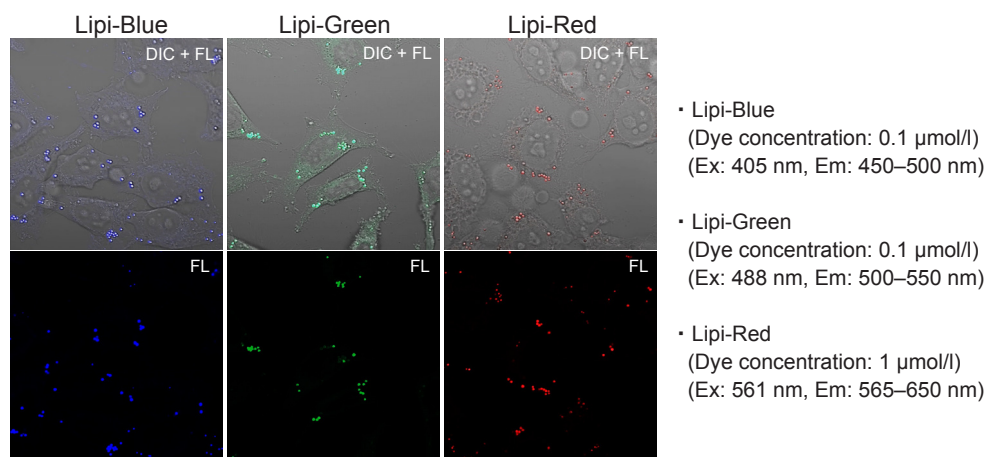 Lipi-Blue
Lipi-Green
Lipi-Red
DIC + FL
DIC + FL
DIC + FL
FL
FL
FL
・Lipi-Blue
(Dye concentration: 0.1 μmol/l)
(Ex: 405 nm, Em: 450–500 nm)
・Lipi-Green
(Dye concentration: 0.1 μmol/l)
(Ex: 488 nm, Em: 500–550 nm)
・Lipi-Red
(Dye concentration: 1 μmol/l)
(Ex: 561 nm, Em: 565–650 nm)